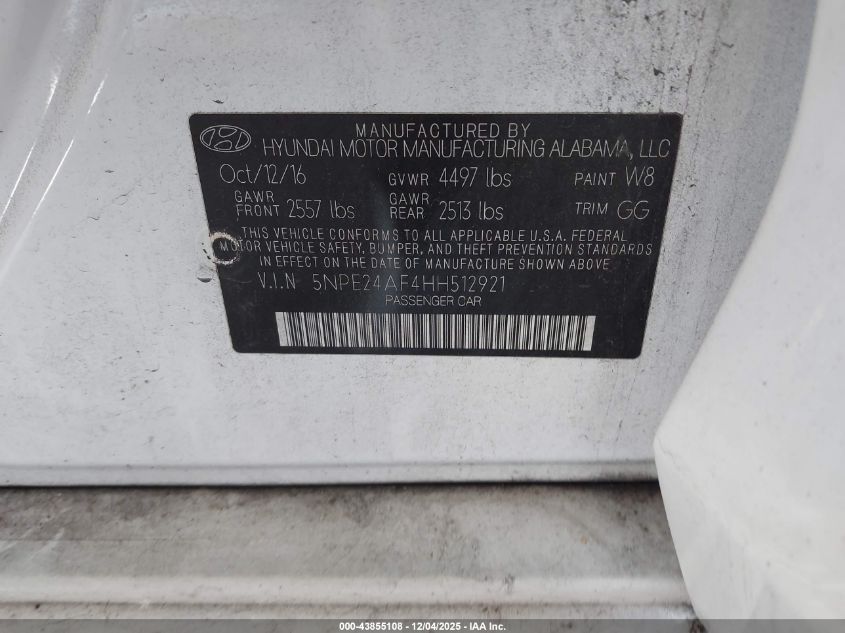 MANUFACTURED BY
HYUNDAI MOTOR MANUFACTURING ALABAMA, LLC
Oct/12/16 GVWR 4497 lbs PAINT W8
GAWR FRONT 2557 lbs GAWR REAR 2513 lbs TRIM GG
THIS VEHICLE CONFORMS TO ALL APPLICABLE U.S.A. FEDERAL
MOTOR VEHICLE SAFETY, BUMPER, AND THEFT PREVENTION STANDARDS
IN EFFECT ON THE DATE OF MANUFACTURE SHOWN ABOVE.
V.I.N 5NPE24AF4HH512921
PASSENGER CAR
000-43855108 - 12/04/2025 - IAA Inc.